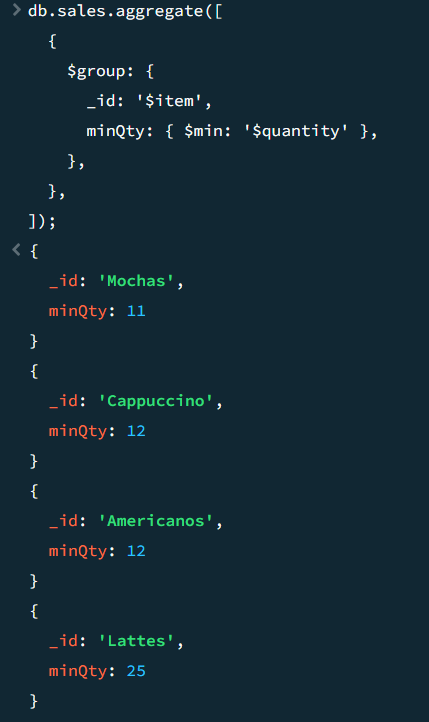 > db.sales.aggregate([
  {
    $group: {
      _id: '$item',
      minQty: { $min: '$quantity' },
    },
  },
]);
< {
  _id: 'Mochas',
  minQty: 11
}
{
  _id: 'Cappuccino',
  minQty: 12
}
{
  _id: 'Americanos',
  minQty: 12
}
{
  _id: 'Lattes',
  minQty: 25
}